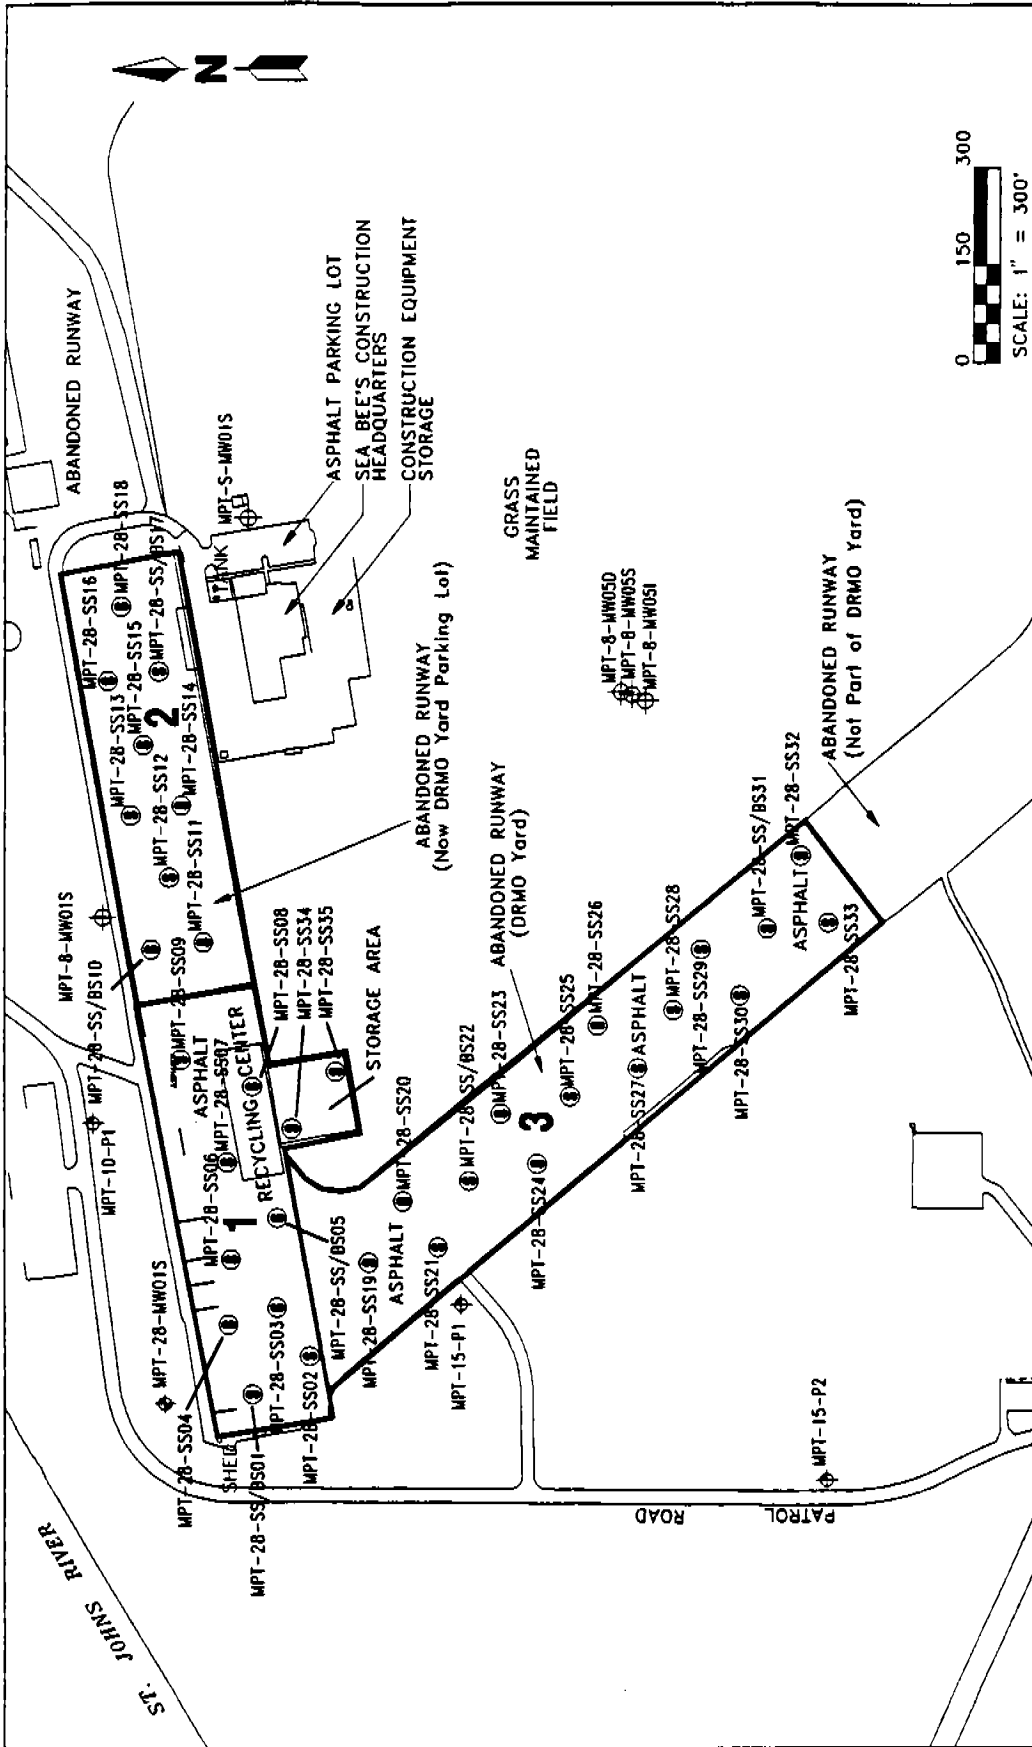 N
ABANDONED RUNWAY
ASPHALT PARKING LOT
SEA BEE'S CONSTRUCTION
HEADQUARTERS
CONSTRUCTION EQUIPMENT
STORAGE
300
150
0
SCALE: 1" = 300'
GRASS
MAINTAINED
FIELD
MPT-S-MW01S
TANK
MPT-28-SS16
MPT-28-SS18
MPT-28-SS/BS17
MPT-28-SS15
MPT-28-SS13
2
MPT-28-SS14
MPT-28-SS12
MPT-28-SS11
ABANDONED RUNWAY
(Now DRMO Yard Parking Lot)
MPT-8-MW05D
MPT-8-MW05S
MPT-8-MW05I
ABANDONED RUNWAY
(Not Part of DRMO Yard)
MPT-8-MW01S
MPT-28-SS/BS10
MPT-28-SS09
MPT-28-SS08
MPT-28-SS34
MPT-28-SS35
STORAGE AREA
MPT-10-P1
ASPHALT
MPT-28-SS07
RECYCLING CENTER
MPT-28-SS06
1
MPT-28-SS/BS05
MPT-28-MW01S
MPT-28-SS04
SHED
MPT-28-SS/BS01
MPT-28-SS03
MPT-28-SS02
ST. JOHNS RIVER
MPT-28-SS20
MPT-28-SS19
ASPHALT
MPT-28-SS21
MPT-15-P1
MPT-28-SS/BS22
MPT-28-SS23
ABANDONED RUNWAY
(DRMO Yard)
3
MPT-28-SS24
MPT-28-SS25
MPT-28-SS26
MPT-28-SS27
ASPHALT
MPT-28-SS28
MPT-28-SS29
MPT-28-SS30
MPT-28-SS/BS31
MPT-28-SS32
ASPHALT
MPT-28-SS33
MPT-15-P2
PATROL
ROAD